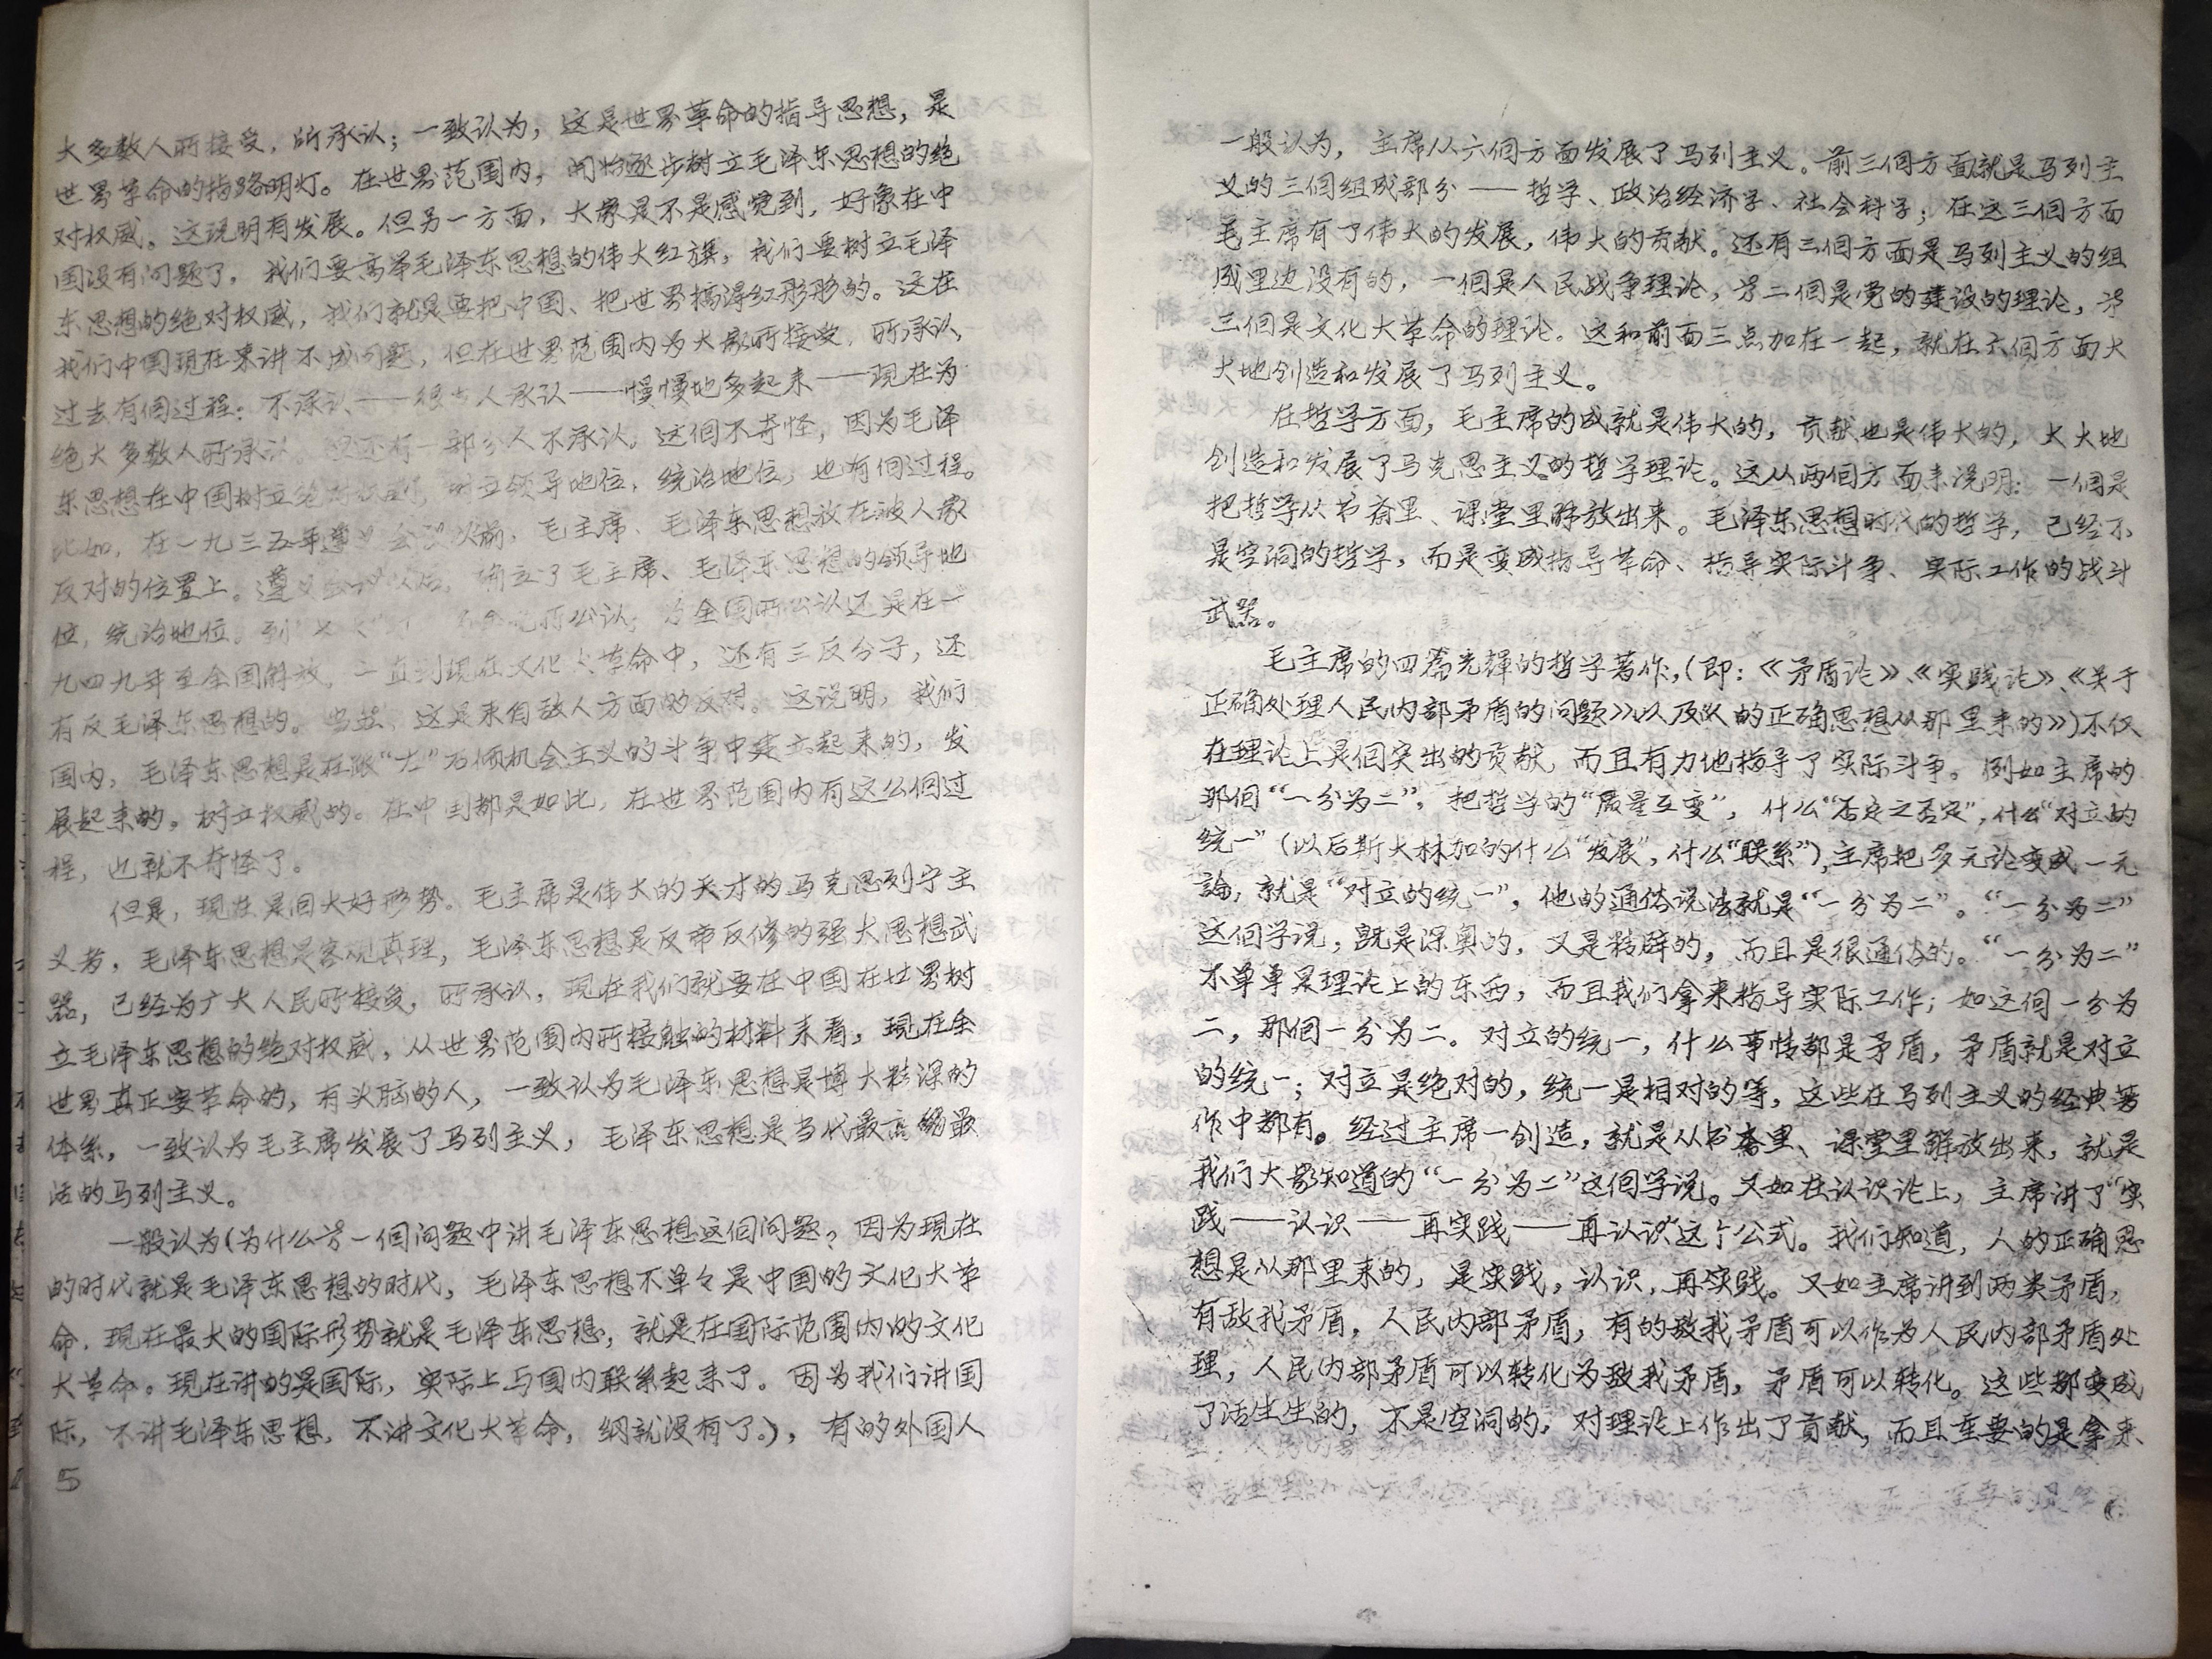 大多数人所接受，所承认；一致认为，这是世界革命的指导思想，是
世界革命的指路明灯。在世界范围内，开始逐步树立毛泽东思想的绝
对权威。这说明有发展。但另一方面，大家是不是感觉到，好象在中
国没有问题了，我们要高举毛泽东思想的伟大红旗，我们要树立毛泽
东思想的绝对权威，我们就是要把中国、把世界搞得红彤彤的。这在
我们中国现在来讲不成问题，但在世界范围内为大家所接受，所承认，
过去有個过程：不承认——很少人承认——慢慢地多起来——现在为
绝大多数人所承认。但还有一部分人不承认。这個不奇怪，因为毛泽
东思想在中国树立绝对权威，树立领导地位，统治地位，也有個过程。
比如，在一九三五年遵义会议以前，毛主席、毛泽东思想放在被人家
反对的位置上。遵义会议以后，确立了毛主席、毛泽东思想的领导地
位，统治地位。到 所公认；为全国所公认还是在一
九四九年至全国解放，一直到现在文化大革命中，还有三反分子，还
有反毛泽东思想的。当然，这是来自敌人方面的反对。这说明，我们
国内，毛泽东思想是在跟“左”右倾机会主义的斗争中建立起来的，发
展起来的，树立权威的。在中国都是如此，在世界范围内有这么個过
程，也就不奇怪了。
但是，现在是個大好形势。毛主席是伟大的天才的马克思列宁主
义者，毛泽东思想是客观真理，毛泽东思想是反帝反修的强大思想武
器，已经为广大人民所接受，所承认，现在我们就要在中国在世界树
立毛泽东思想的绝对权威，从世界范围内所接触的材料来看，现在全
世界真正要革命的，有头脑的人，一致认为毛泽东思想是博大精深的
体系，一致认为毛主席发展了马列主义，毛泽东思想是当代最高最
活的马列主义。
一般认为（为什么第一個问题中讲毛泽东思想这個问题？因为现在
的时代就是毛泽东思想的时代，毛泽东思想不单々是中国的文化大革
命，现在最大的国际形势就是毛泽东思想，就是在国际范围内的文化
大革命。现在讲的是国际，实际上与国内联系起来了。因为我们讲国
际，不讲毛泽东思想，不讲文化大革命，纲就没有了。），有的外国人
5
一般认为，主席从六個方面发展了马列主义。前三個方面就是马列主
义的三個组成部分——哲学、政治经济学、社会科学；在这三個方面
毛主席有了伟大的发展，伟大的贡献。还有三個方面是马列主义的组
成里边没有的，一個是人民战争理论，第二個是党的建设的理论，第
三個是文化大革命的理论。这和前面三点加在一起，就在六個方面大
大地创造和发展了马列主义。
在哲学方面，毛主席的成就是伟大的，贡献也是伟大的，大大地
创造和发展了马克思主义的哲学理论。这从两個方面来说明：一個是
把哲学从书斋里、课堂里解放出来。毛泽东思想时代的哲学，已经不
是空洞的哲学，而是变成指导革命、指导实际斗争、实际工作的战斗
武器。
毛主席的四篇光辉的哲学著作，（即：《矛盾论》、《实践论》、《关于
正确处理人民内部矛盾的问题》以及《人的正确思想从那里来的》）不仅
在理论上是個突出的贡献，而且有力地指导了实际斗争。例如主席的
那個“一分为二”，把哲学的“质量互变”，什么“否定之否定”，什么“对立的
统一”（以后斯大林加的什么“发展”，什么“联系”），主席把多元论变成一元
論，就是“对立的统一”，他的通俗说法就是“一分为二”。“一分为二”
这個学说，既是深奥的，又是精辟的，而且是很通俗的。“一分为二”
不单单是理论上的东西，而且我们拿来指导实际工作；如这個一分为
二，那個一分为二。对立的统一，什么事情都是矛盾，矛盾就是对立
的统一；对立是绝对的，统一是相对的等，这些在马列主义的经典著
作中都有。经过主席一创造，就是从书斋里、课堂里解放出来，就是
我们大家知道的“一分为二”这個学说。又如在认识论上，主席讲了“实
践——认识——再实践——再认识”这个公式。我们知道，人的正确思
想是从那里来的，是实践，认识，再实践。又如主席讲到两类矛盾，
有敌我矛盾，人民内部矛盾，有的敌我矛盾可以作为人民内部矛盾处
理，人民内部矛盾可以转化为敌我矛盾，矛盾可以转化。这些都变成
了活生生的，不是空洞的，对理论上作出了贡献，而且重要的是拿来